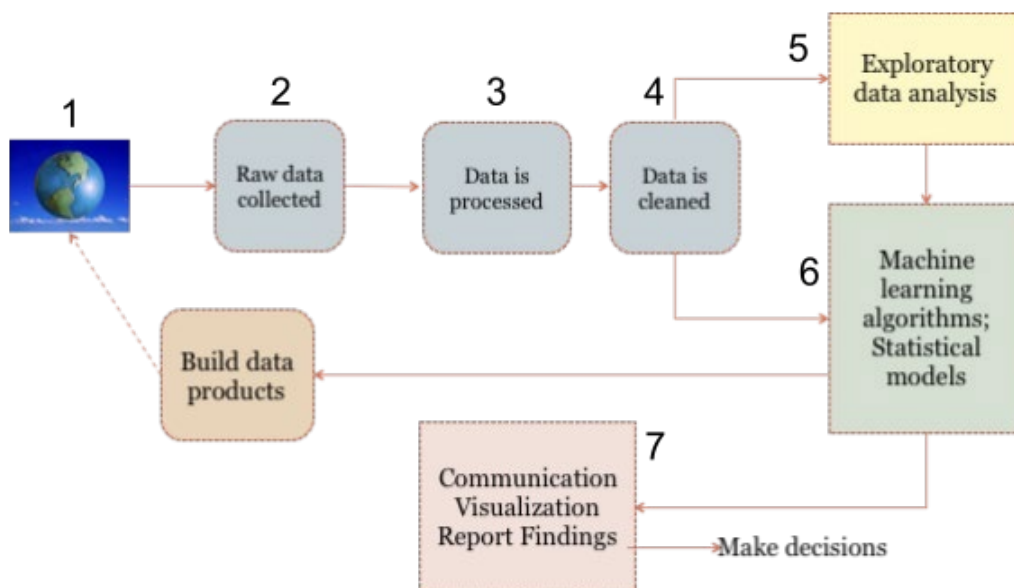 1
2
Raw data
collected
3
Data is
processed
4
Data is
cleaned
5
Exploratory
data analysis
6
Machine
learning
algorithms;
Statistical
models
Build data
products
7
Communication
Visualization
Report Findings
Make decisions